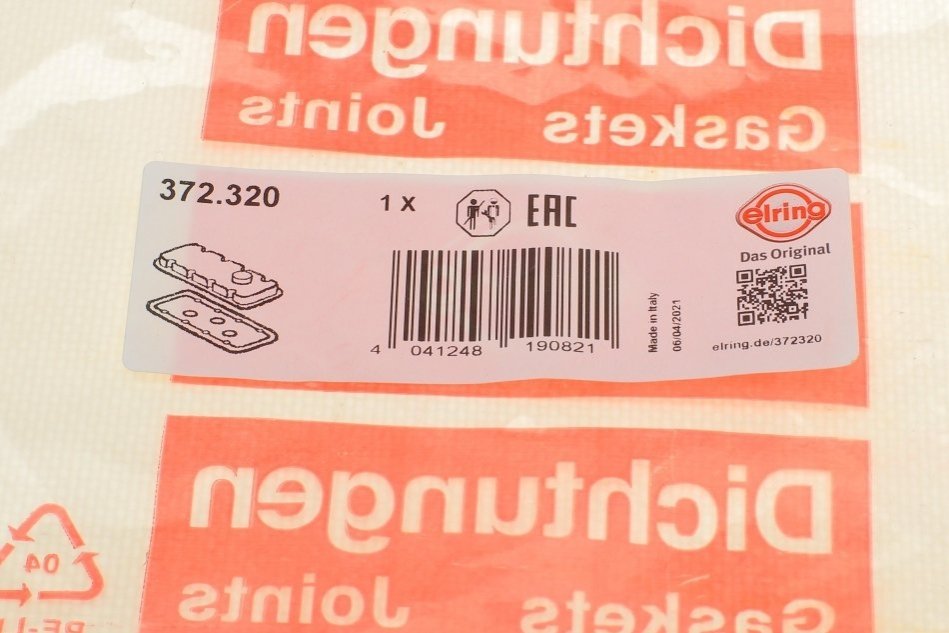 Dichtungen
Gaskets Joints
372.320
1 X
EAC
elring
Das Original
4 041248 190821
Made in Italy
06/04/2021
elring.de/372320
Dichtungen
Gaskets Joints
04